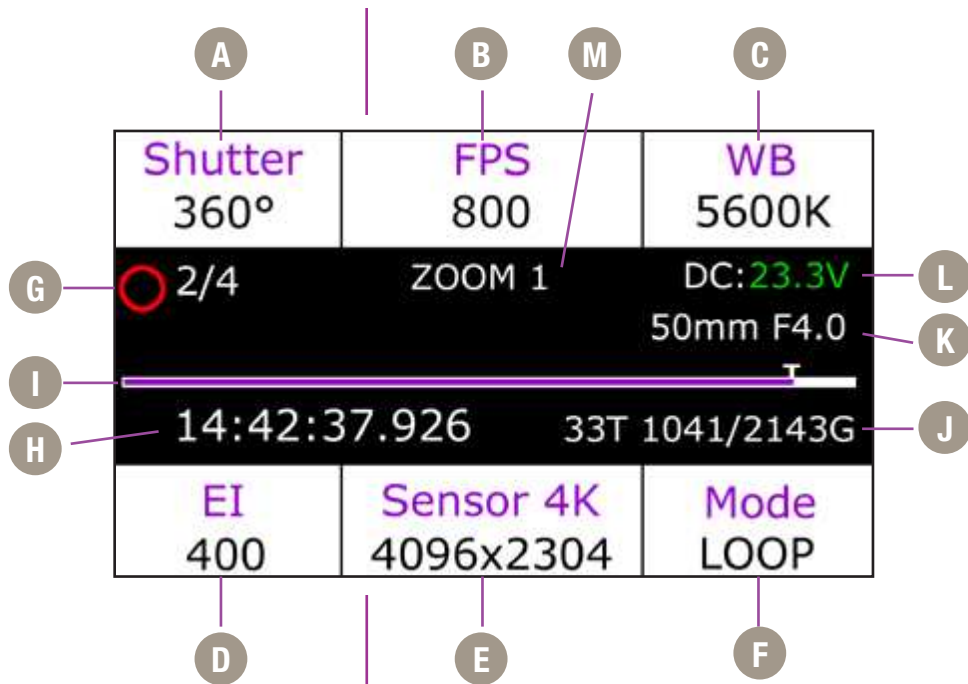 A B M C
Shutter FPS WB
360° 800 5600K
G 2/4 ZOOM 1 DC:23.3V L
50mm F4.0 K
I T
H 14:42:37.926 33T 1041/2143G J
EI Sensor 4K Mode
400 4096x2304 LOOP
D E F